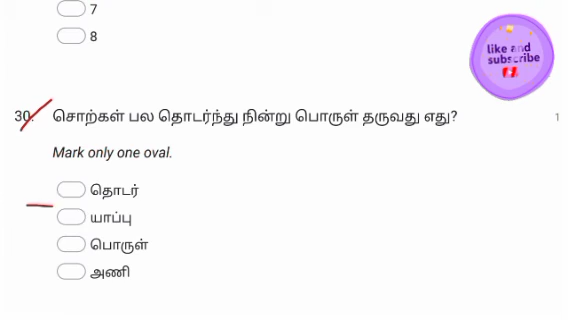 7
8
like and
subscribe
30. சொற்கள் பல தொடர்ந்து நின்று பொருள் தருவது எது?
1
Mark only one oval.
தொடர்
யாப்பு
பொருள்
அணி